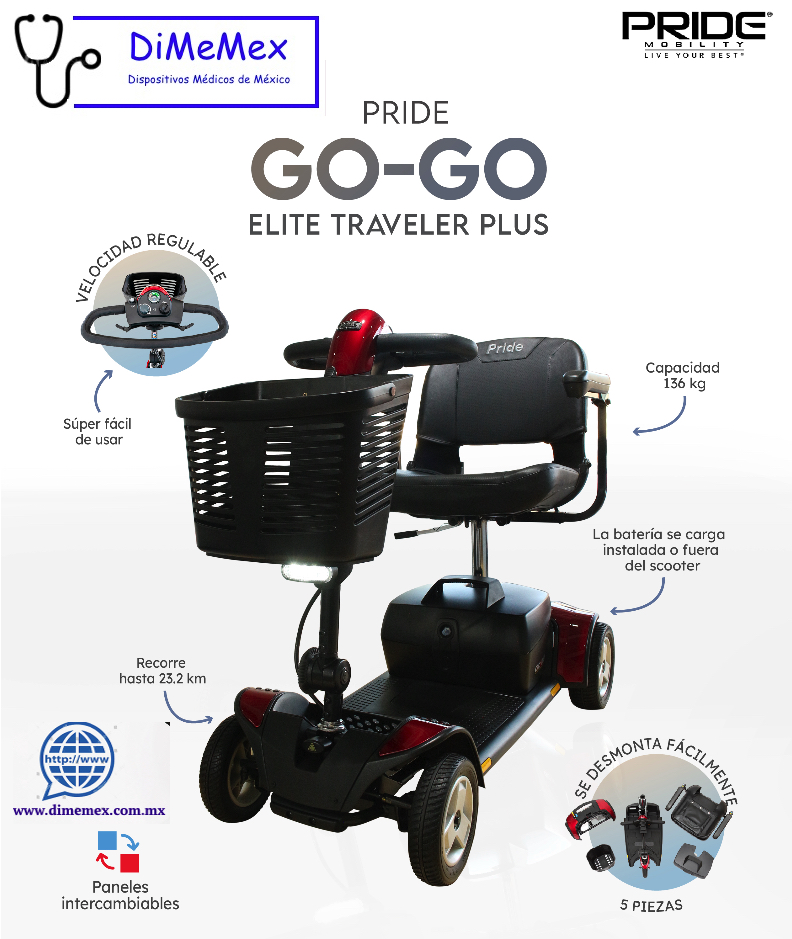 DiMeMex
Dispositivos Médicos de México
PRIDE
MOBILITY
LIVE YOUR BEST
PRIDE
GO-GO
ELITE TRAVELER PLUS
VELOCIDAD REGULABLE
Súper fácil
de usar
Pride
Capacidad
136 kg
La batería se carga
instalada o fuera
del scooter
Recorre
hasta 23.2 km
http://www
www.dimemex.com.mx
Paneles
intercambiables
SE DESMONTA FÁCILMENTE
5 PIEZAS